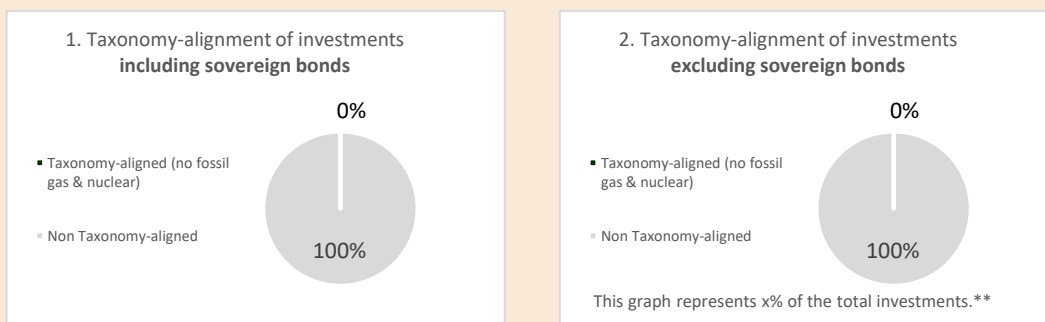 1. Taxonomy-alignment of investments
including sovereign bonds
0%
Taxonomy-aligned (no fossil
gas & nuclear)
Non Taxonomy-aligned
100%
2. Taxonomy-alignment of investments
excluding sovereign bonds
0%
Taxonomy-aligned (no fossil
gas & nuclear)
Non Taxonomy-aligned
100%
This graph represents x% of the total investments.**